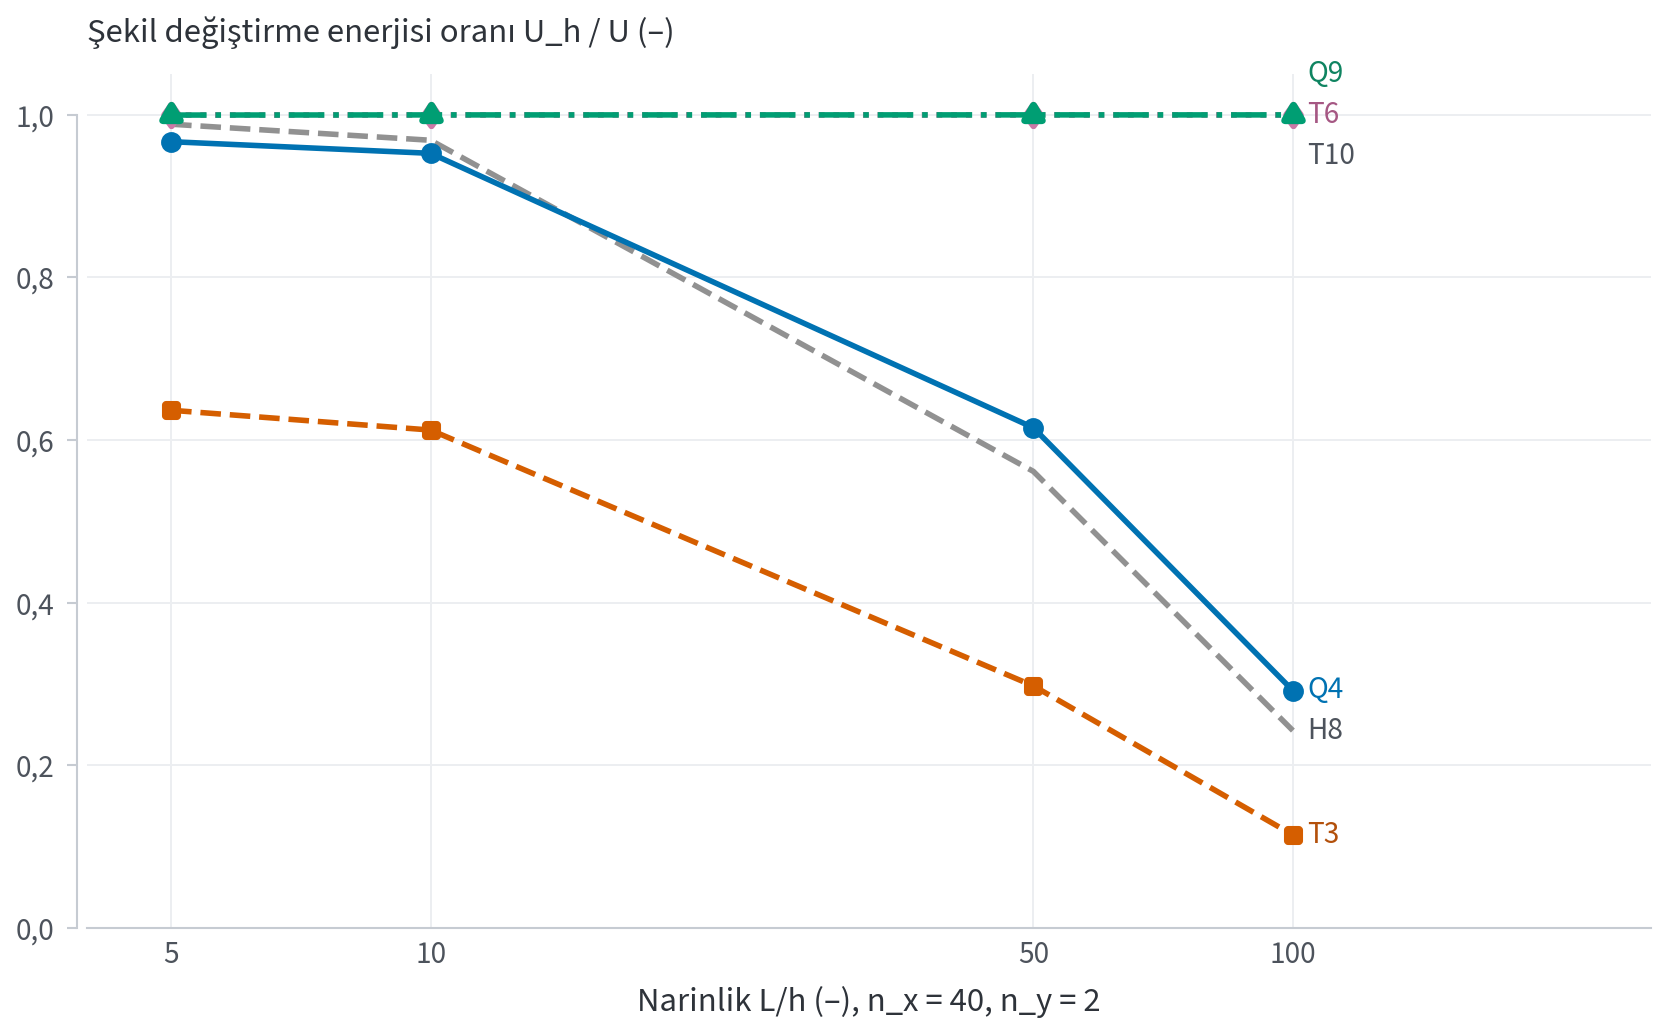 Şekil değiştirme enerjisi oranı U_h / U (–)
Q9
1,0
T6
T10
0,8
0,6
0,4
Q4
H8
0,2
T3
0,0
5
10
50
100
Narinlik L/h (–), n_x = 40, n_y = 2